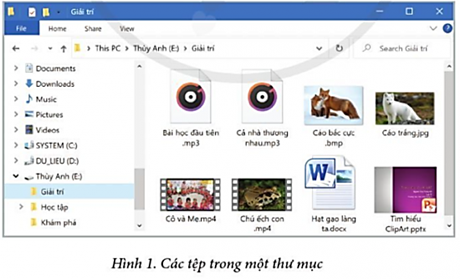 Giải trí
File
Home
Share
View
This PC > Thùy Anh (E:) > Giải trí
Search Giải trí
Documents
Downloads
Music
Pictures
Videos
SYSTEM (C:)
DU_LIEU (D:)
Thùy Anh (E:)
Giải trí
Học tập
Khám phá
Bài học đầu tiên
.mp3
Cả nhà thương
nhau.mp3
Cáo bắc cực
.bmp
Cáo trắng.jpg
Cô và Mẹ.mp4
Chú ếch con
.mp4
Hạt gạo làng
ta.docx
Tìm hiểu
ClipArt.pptx
Hình 1. Các tệp trong một thư mục